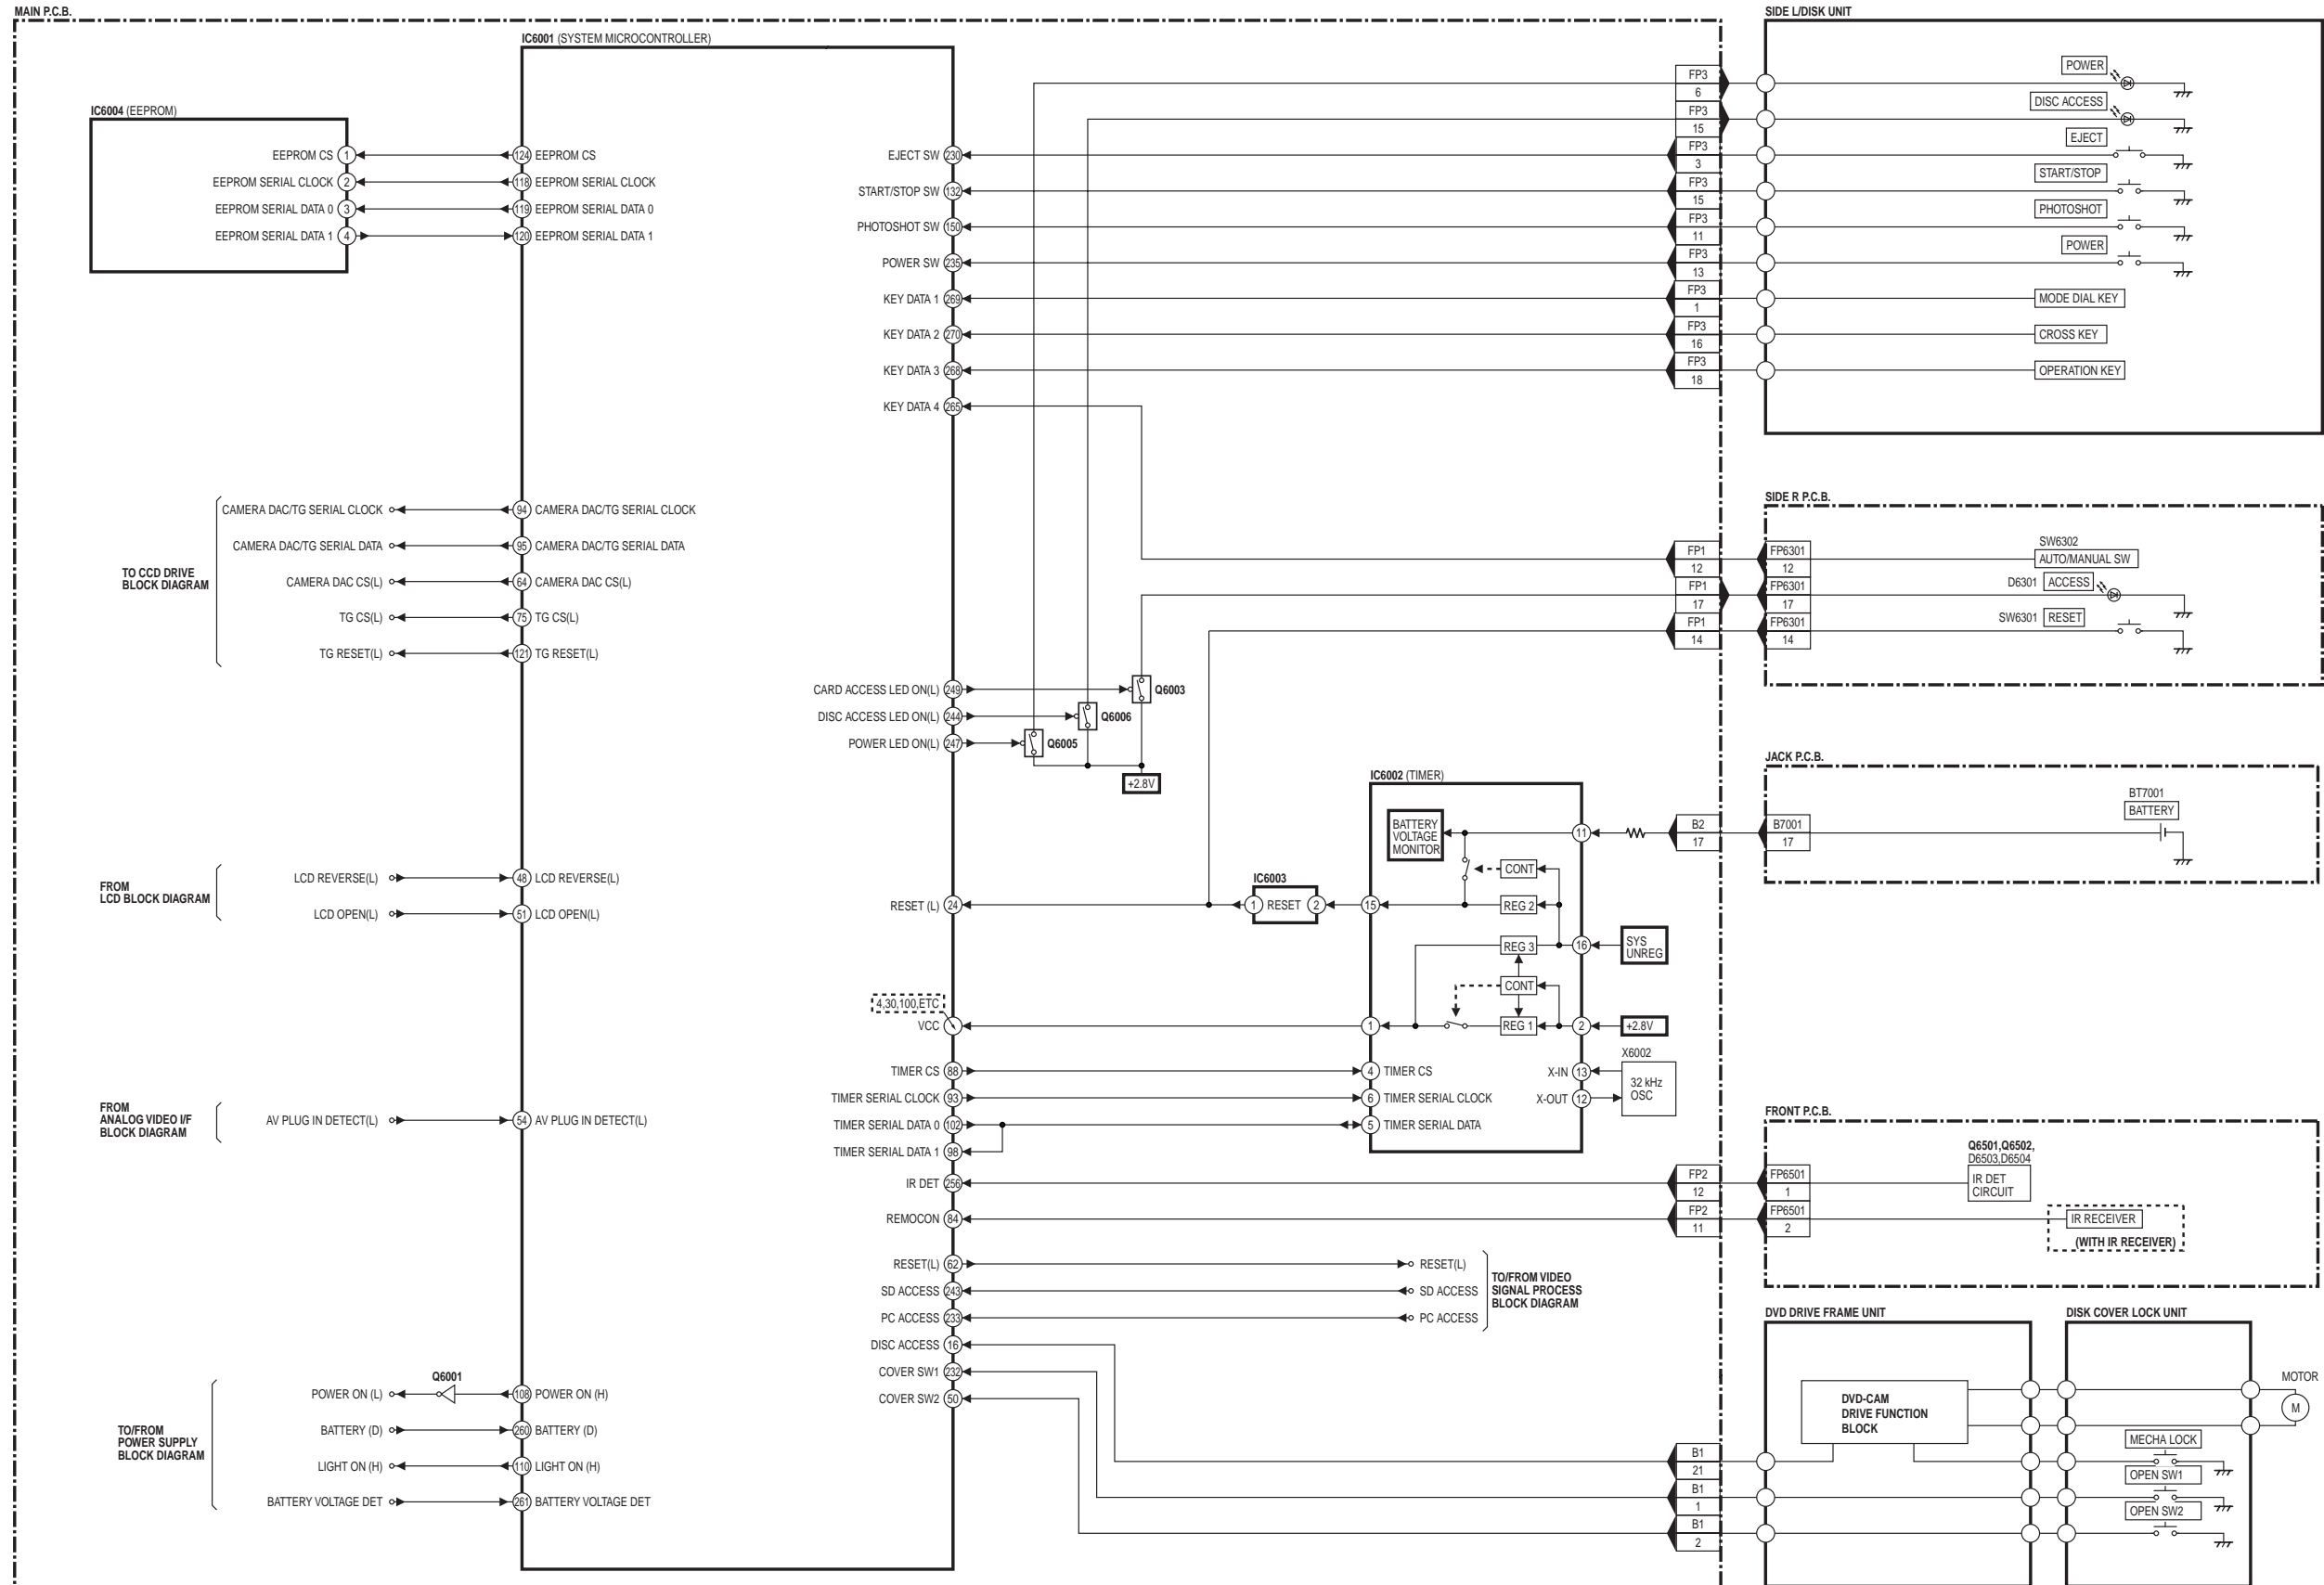 MAIN P.C.B.
IC6001 (SYSTEM MICROCONTROLLER)
IC6004 (EEPROM)
EEPROM CS 1
EEPROM SERIAL CLOCK 2
EEPROM SERIAL DATA 0 3
EEPROM SERIAL DATA 1 4
124 EEPROM CS
118 EEPROM SERIAL CLOCK
119 EEPROM SERIAL DATA 0
120 EEPROM SERIAL DATA 1
TO CCD DRIVE
BLOCK DIAGRAM
CAMERA DAC/TG SERIAL CLOCK
CAMERA DAC/TG SERIAL DATA
CAMERA DAC CS(L)
TG CS(L)
TG RESET(L)
94 CAMERA DAC/TG SERIAL CLOCK
95 CAMERA DAC/TG SERIAL DATA
64 CAMERA DAC CS(L)
75 TG CS(L)
121 TG RESET(L)
FROM
LCD BLOCK DIAGRAM
LCD REVERSE(L)
LCD OPEN(L)
48 LCD REVERSE(L)
51 LCD OPEN(L)
FROM
ANALOG VIDEO I/F
BLOCK DIAGRAM
AV PLUG IN DETECT(L)
54 AV PLUG IN DETECT(L)
TO/FROM
POWER SUPPLY
BLOCK DIAGRAM
Q6001
POWER ON (L)
BATTERY (D)
LIGHT ON (H)
BATTERY VOLTAGE DET
108 POWER ON (H)
260 BATTERY (D)
110 LIGHT ON (H)
261 BATTERY VOLTAGE DET
EJECT SW 230
START/STOP SW 132
PHOTOSHOT SW 150
POWER SW 235
KEY DATA 1 269
KEY DATA 2 270
KEY DATA 3 268
KEY DATA 4 265
CARD ACCESS LED ON(L) 249
DISC ACCESS LED ON(L) 244
POWER LED ON(L) 247
Q6003
Q6006
Q6005
+2.8V
RESET (L) 24
4,30,100,ETC
VCC
TIMER CS 88
TIMER SERIAL CLOCK 93
TIMER SERIAL DATA 0 102
TIMER SERIAL DATA 1 98
IR DET 256
REMOCON 84
RESET(L) 62
SD ACCESS 243
PC ACCESS 233
DISC ACCESS 16
COVER SW1 232
COVER SW2 50
IC6003
1 RESET 2
IC6002 (TIMER)
BATTERY
VOLTAGE
MONITOR
11
CONT
15
REG 2
REG 3
16
SYS
UNREG
CONT
1
REG 1
2
+2.8V
4 TIMER CS
6 TIMER SERIAL CLOCK
5 TIMER SERIAL DATA
X-IN 13
X-OUT 12
X6002
32 kHz
OSC
RESET(L)
SD ACCESS
PC ACCESS
TO/FROM VIDEO
SIGNAL PROCESS
BLOCK DIAGRAM
FP3
6
FP3
15
FP3
3
FP3
15
FP3
11
FP3
13
FP3
1
FP3
16
FP3
18
FP1
12
FP1
17
FP1
14
B2
17
FP2
12
FP2
11
B1
21
B1
1
B1
2
SIDE L/DISK UNIT
POWER
DISC ACCESS
EJECT
START/STOP
PHOTOSHOT
POWER
MODE DIAL KEY
CROSS KEY
OPERATION KEY
SIDE R P.C.B.
FP6301
12
FP6301
17
FP6301
14
SW6302
AUTO/MANUAL SW
D6301 ACCESS
SW6301 RESET
JACK P.C.B.
B7001
17
BT7001
BATTERY
FRONT P.C.B.
FP6501
1
FP6501
2
Q6501,Q6502,
D6503,D6504
IR DET
CIRCUIT
IR RECEIVER
(WITH IR RECEIVER)
DVD DRIVE FRAME UNIT
DVD-CAM
DRIVE FUNCTION
BLOCK
DISK COVER LOCK UNIT
MOTOR
M
MECHA LOCK
OPEN SW1
OPEN SW2